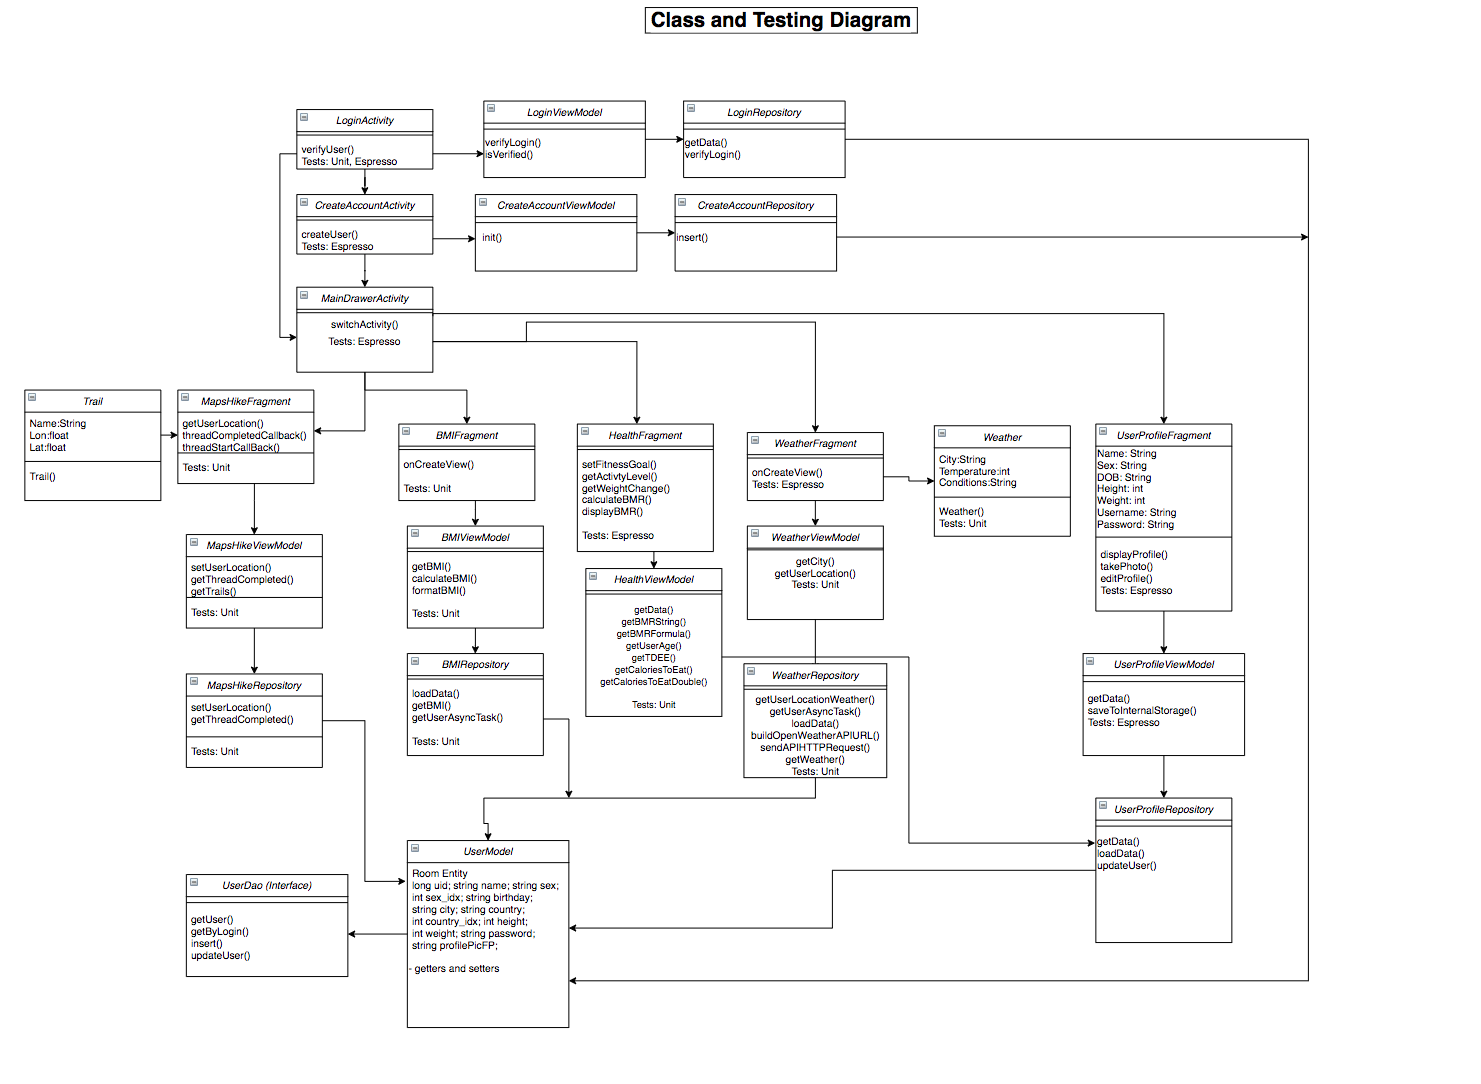 Class and Testing Diagram
LoginActivity
verifyUser()
Tests: Unit, Espresso
LoginViewModel
verifyLogin()
isVerified()
LoginRepository
getData()
verifyLogin()
CreateAccountActivity
createUser()
Tests: Espresso
CreateAccountViewModel
init()
CreateAccountRepository
insert()
MainDrawerActivity
switchActivity()
Tests: Espresso
Trail
Name:String
Lon:float
Lat:float
Trail()
MapsHikeFragment
getUserLocation()
threadCompletedCallback()
threadStartCallBack()
Tests: Unit
BMIFragment
onCreateView()
Tests: Unit
HealthFragment
setFitnessGoal()
getActivtyLevel()
getWeightChange()
calculateBMR()
displayBMR()
Tests: Espresso
WeatherFragment
onCreateView()
Tests: Espresso
Weather
City:String
Temperature:int
Conditions:String
Weather()
Tests: Unit
UserProfileFragment
Name: String
Sex: String
DOB: String
Height: int
Weight: int
Username: String
Password: String
displayProfile()
takePhoto()
editProfile()
Tests: Espresso
MapsHikeViewModel
setUserLocation()
getThreadCompleted()
getTrails()
Tests: Unit
BMIViewModel
getBMI()
calculateBMI()
formatBMI()
Tests: Unit
HealthViewModel
getData()
getBMRString()
getBMRFormula()
getUserAge()
getTDEE()
getCaloriesToEat()
getCaloriesToEatDouble()
Tests: Unit
WeatherViewModel
getCity()
getUserLocation()
Tests: Unit
UserProfileViewModel
getData()
saveToInternalStorage()
Tests: Espresso
MapsHikeRepository
setUserLocation()
getThreadCompleted()
Tests: Unit
BMIRepository
loadData()
getBMI()
getUserAsyncTask()
Tests: Unit
WeatherRepository
getUserLocationWeather()
getUserAsyncTask()
loadData()
buildOpenWeatherAPIURL()
sendAPIHTTPRequest()
getWeather()
Tests: Unit
UserProfileRepository
getData()
loadData()
updateUser()
UserDao (Interface)
getUser()
getByLogin()
insert()
updateUser()
UserModel
Room Entity
long uid; string name; string sex;
int sex_idx; string birthday;
string city; string country;
int country_idx; int height;
int weight; string password;
string profilePicFP;
- getters and setters